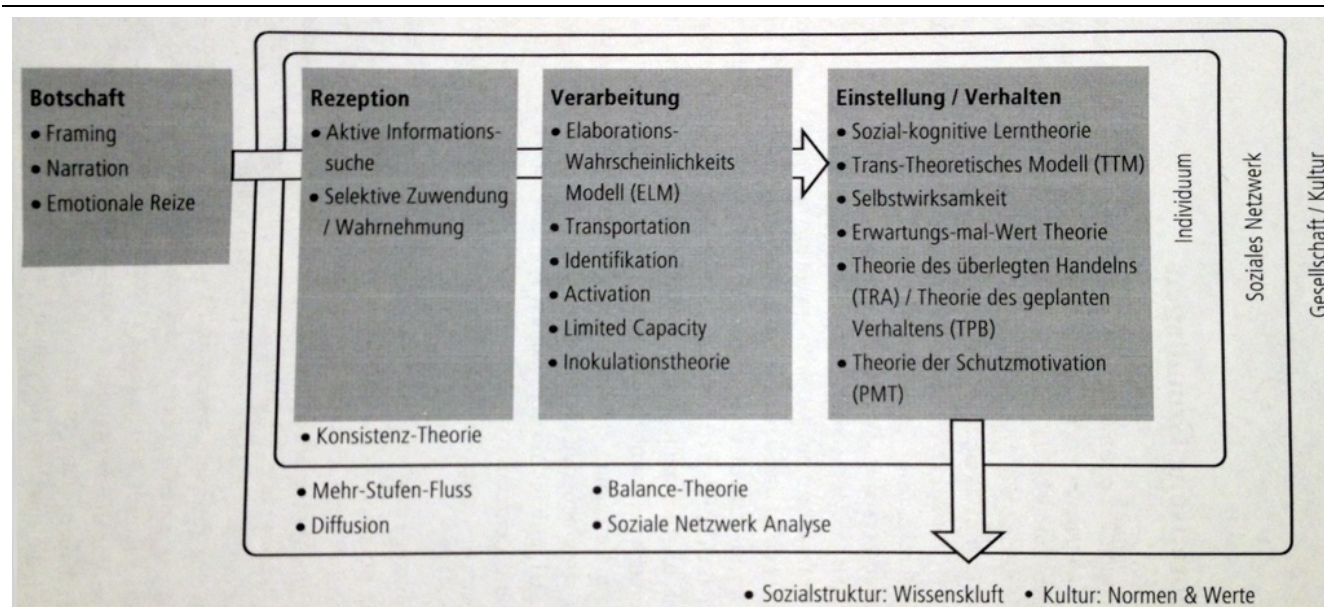 Botschaft
• Framing
• Narration
• Emotionale Reize
Rezeption
• Aktive Informations-
suche
• Selektive Zuwendung
/ Wahrnehmung
Verarbeitung
• Elaborations-
Wahrscheinlichkeits
Modell (ELM)
• Transportation
• Identifikation
• Activation
• Limited Capacity
• Inokulationstheorie
Einstellung / Verhalten
• Sozial-kognitive Lerntheorie
• Trans-Theoretisches Modell (TTM)
• Selbstwirksamkeit
• Erwartungs-mal-Wert Theorie
• Theorie des überlegten Handelns
(TRA) / Theorie des geplanten
Verhaltens (TPB)
• Theorie der Schutzmotivation
(PMT)
Individuum
Soziales Netzwerk
Gesellschaft / Kultur
• Konsistenz-Theorie
• Mehr-Stufen-Fluss
• Diffusion
• Balance-Theorie
• Soziale Netzwerk Analyse
• Sozialstruktur: Wissenskluft • Kultur: Normen & Werte